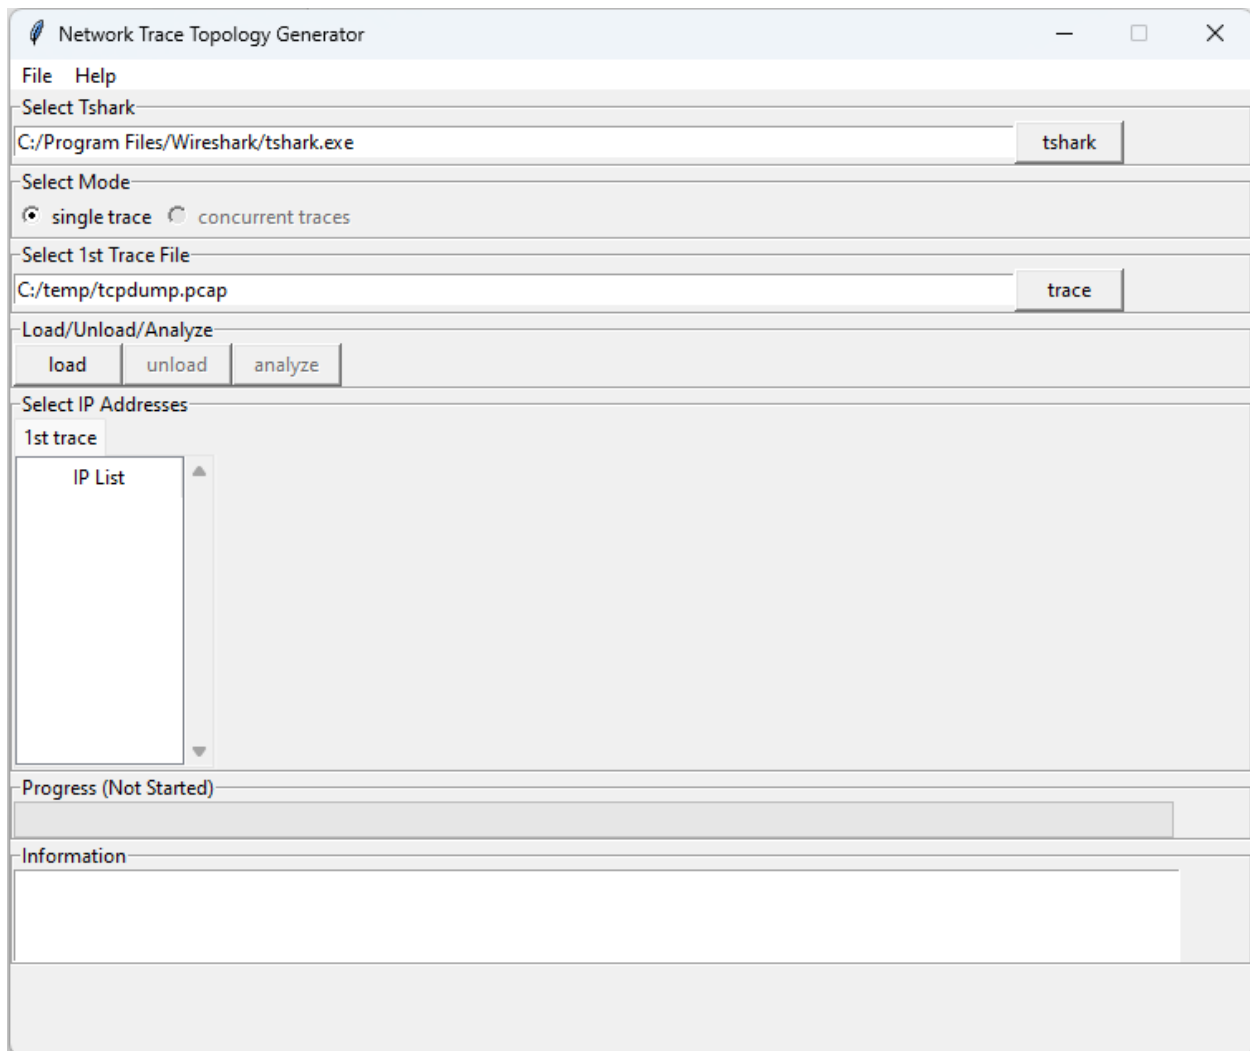 Network Trace Topology Generator
File Help
Select Tshark
C:/Program Files/Wireshark/tshark.exe tshark
Select Mode
single trace concurrent traces
Select 1st Trace File
C:/temp/tcpdump.pcap trace
Load/Unload/Analyze
load unload analyze
Select IP Addresses
1st trace
IP List
Progress (Not Started)
Information